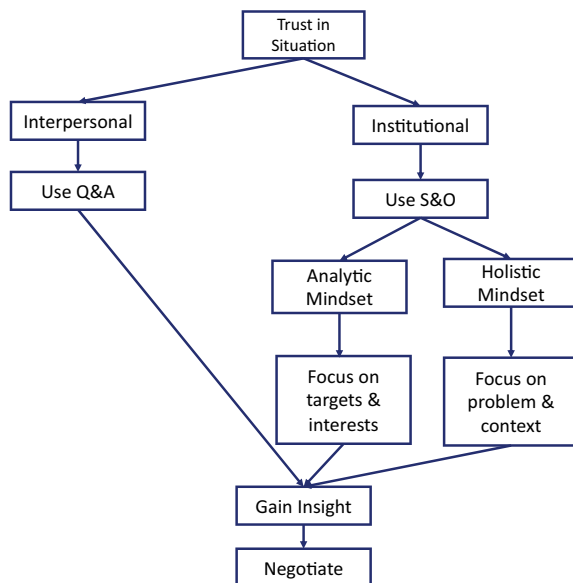 Trust in
Situation
Interpersonal
Institutional
Use Q&A
Use S&O
Analytic
Mindset
Holistic
Mindset
Focus on
targets &
interests
Focus on
problem &
context
Gain Insight
Negotiate